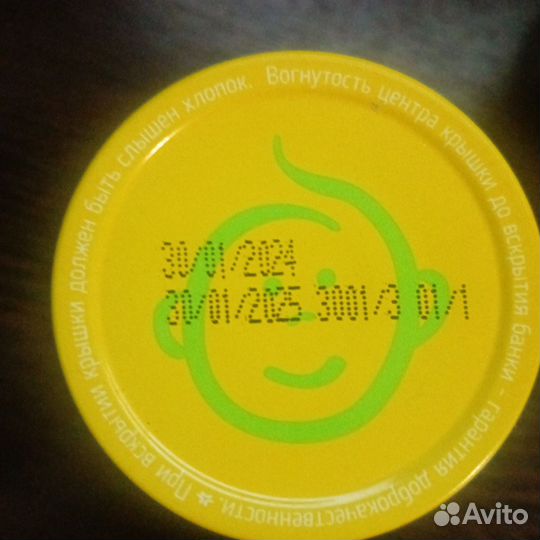 При вскрытии крышки должен быть слышен хлопок. Вогнутость центра крышки до вскрытия банки - гарантия доброкачественности.
30/01/2024
20/01/2025 3001/3 01/1
Avito